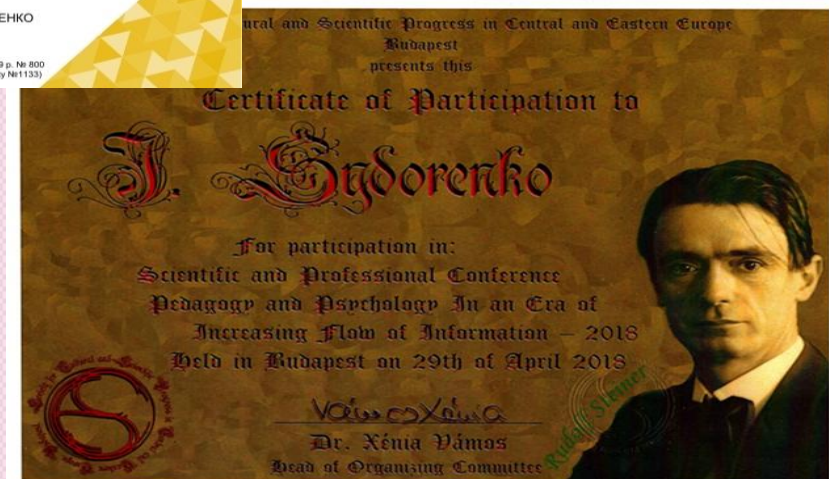 ЕНКО
9 р. № 800
у №1133)
ural and Scientific Progress in Central and Eastern Europe
Budapest
presents this
Certificate of Participation to
I. Sydorenko
For participation in:
Scientific and Professional Conference
Pedagogy and Psychology In an Era of
Increasing Flow of Information – 2018
Held in Budapest on 29th of April 2018
Dr. Xénia Vámos
Head of Organizing Committee
Rudolf Steiner